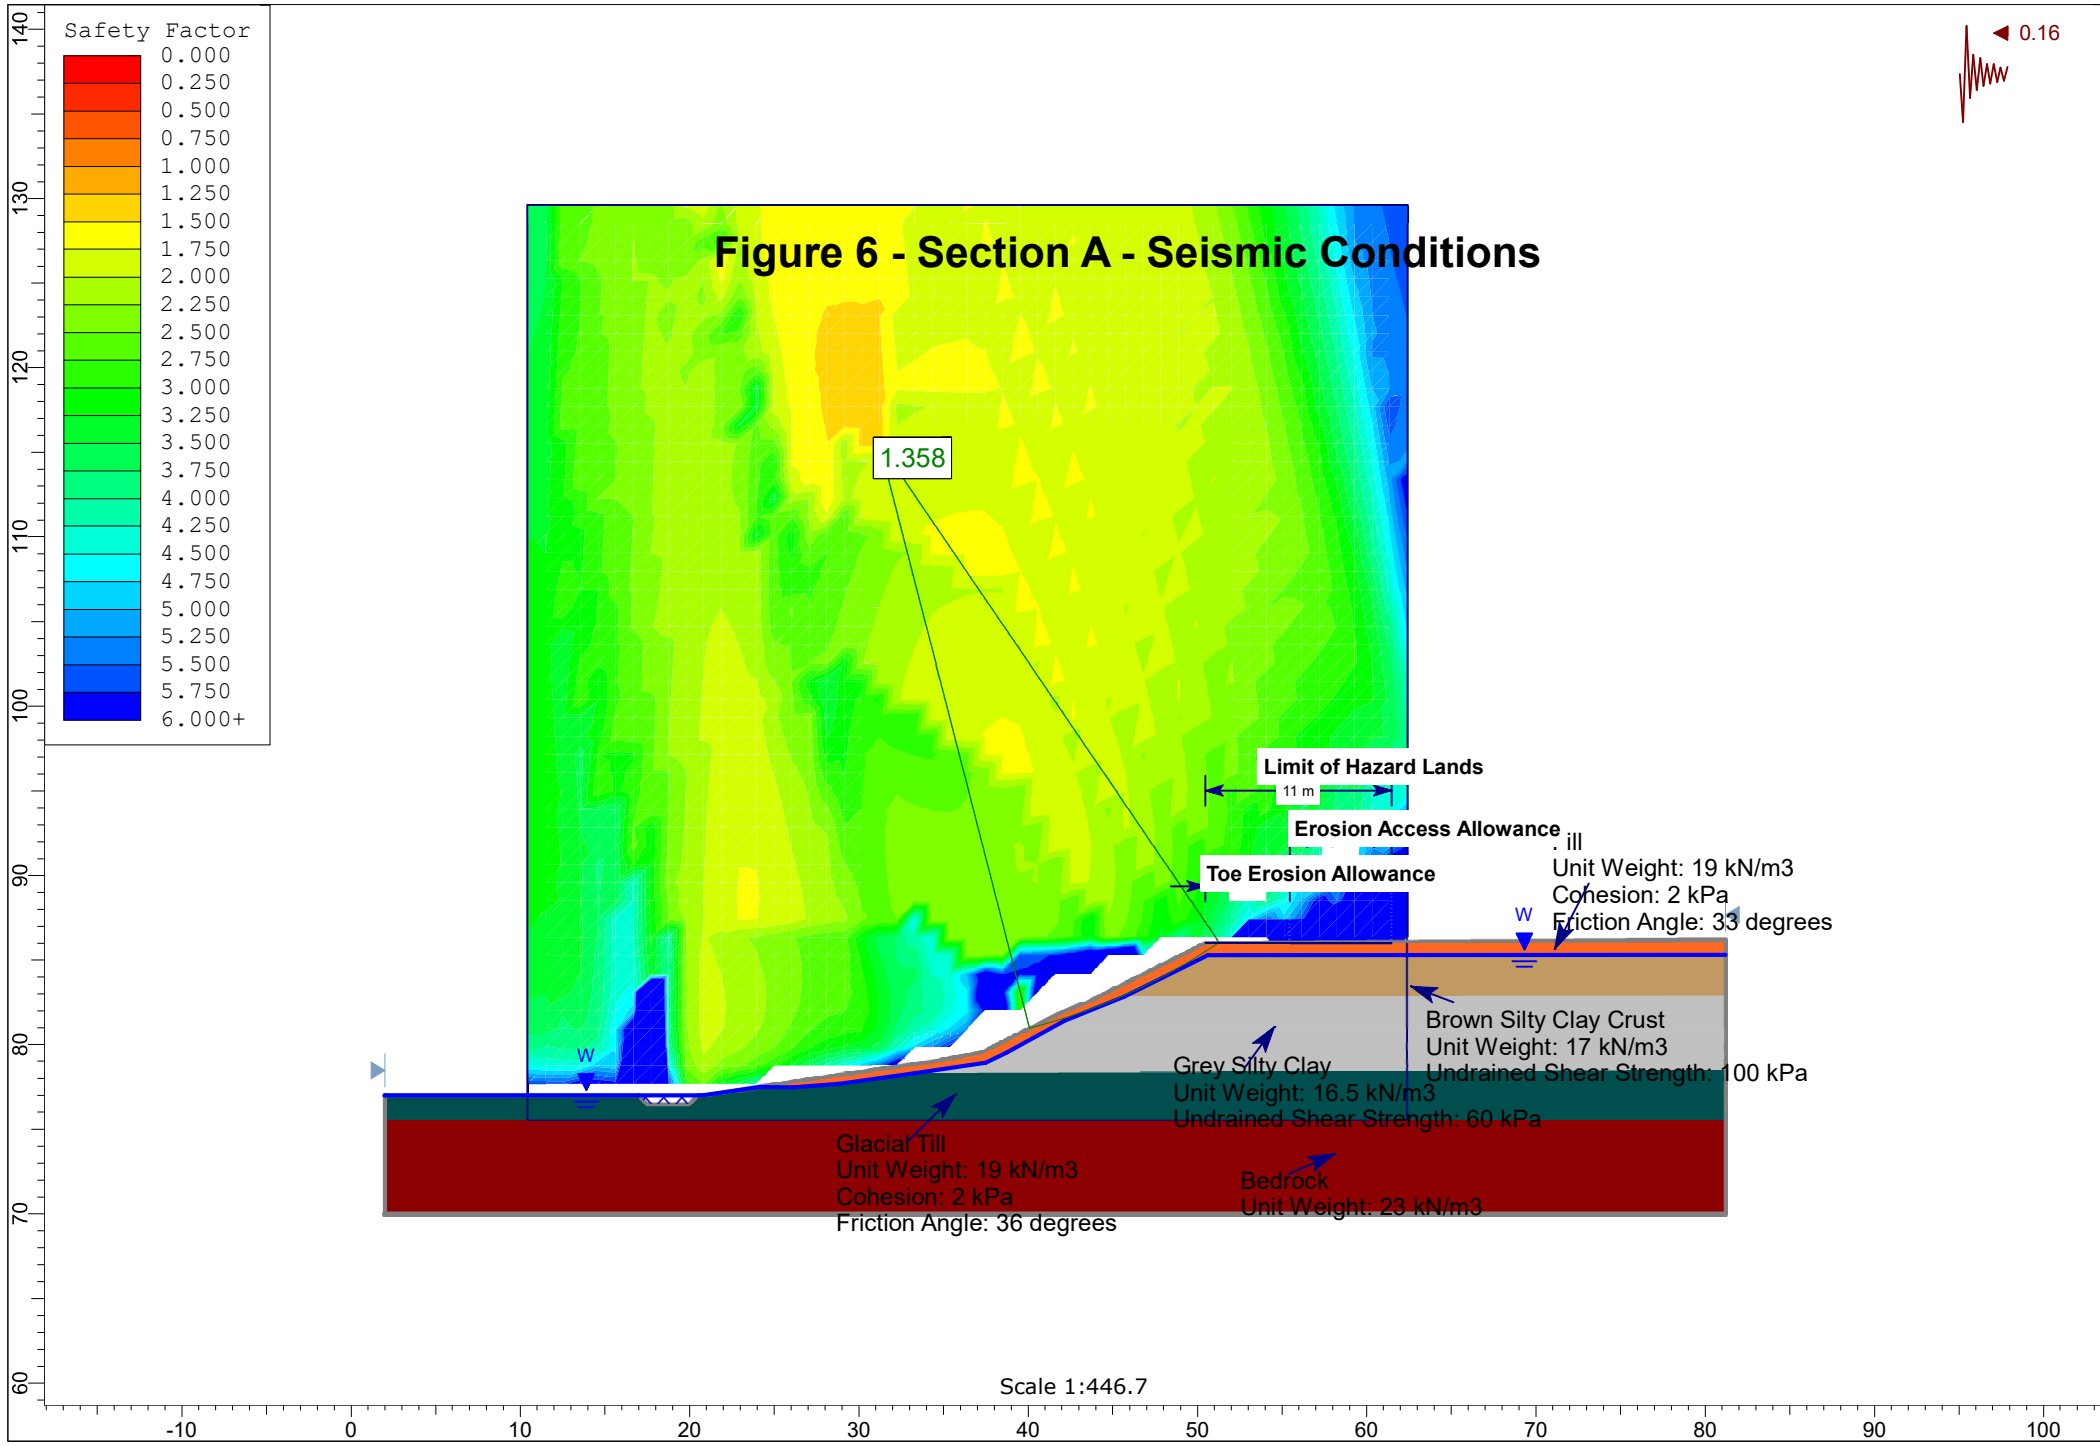 Safety Factor
0.000
0.250
0.500
0.750
1.000
1.250
1.500
1.750
2.000
2.250
2.500
2.750
3.000
3.250
3.500
3.750
4.000
4.250
4.500
4.750
5.000
5.250
5.500
5.750
6.000+
0.16
Figure 6 - Section A - Seismic Conditions
1.358
Limit of Hazard Lands
11 m
Erosion Access Allowance
Toe Erosion Allowance
ill
Unit Weight: 19 kN/m3
Cohesion: 2 kPa
Friction Angle: 33 degrees
W
W
Brown Silty Clay Crust
Unit Weight: 17 kN/m3
Undrained Shear Strength: 100 kPa
Grey Silty Clay
Unit Weight: 16.5 kN/m3
Undrained Shear Strength: 60 kPa
Glacial Till
Unit Weight: 19 kN/m3
Cohesion: 2 kPa
Friction Angle: 36 degrees
Bedrock
Unit Weight: 23 kN/m3
Scale 1:446.7
140
130
120
110
100
90
80
70
60
-10 0 10 20 30 40 50 60 70 80 90 100